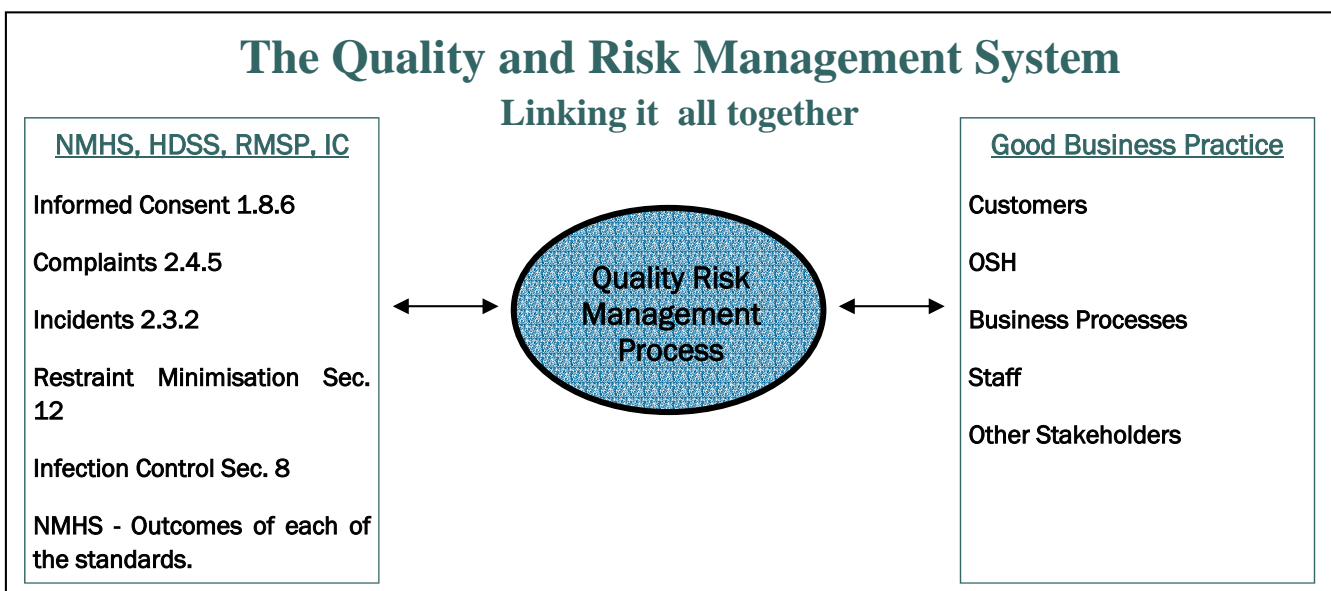 The Quality and Risk Management System
Linking it all together
NMHS, HDSS, RMSP, IC
Informed Consent 1.8.6
Complaints 2.4.5
Incidents 2.3.2
Restraint Minimisation Sec.
12
Infection Control Sec. 8
NMHS - Outcomes of each of
the standards.
Quality Risk
Management
Process
Good Business Practice
Customers
OSH
Business Processes
Staff
Other Stakeholders